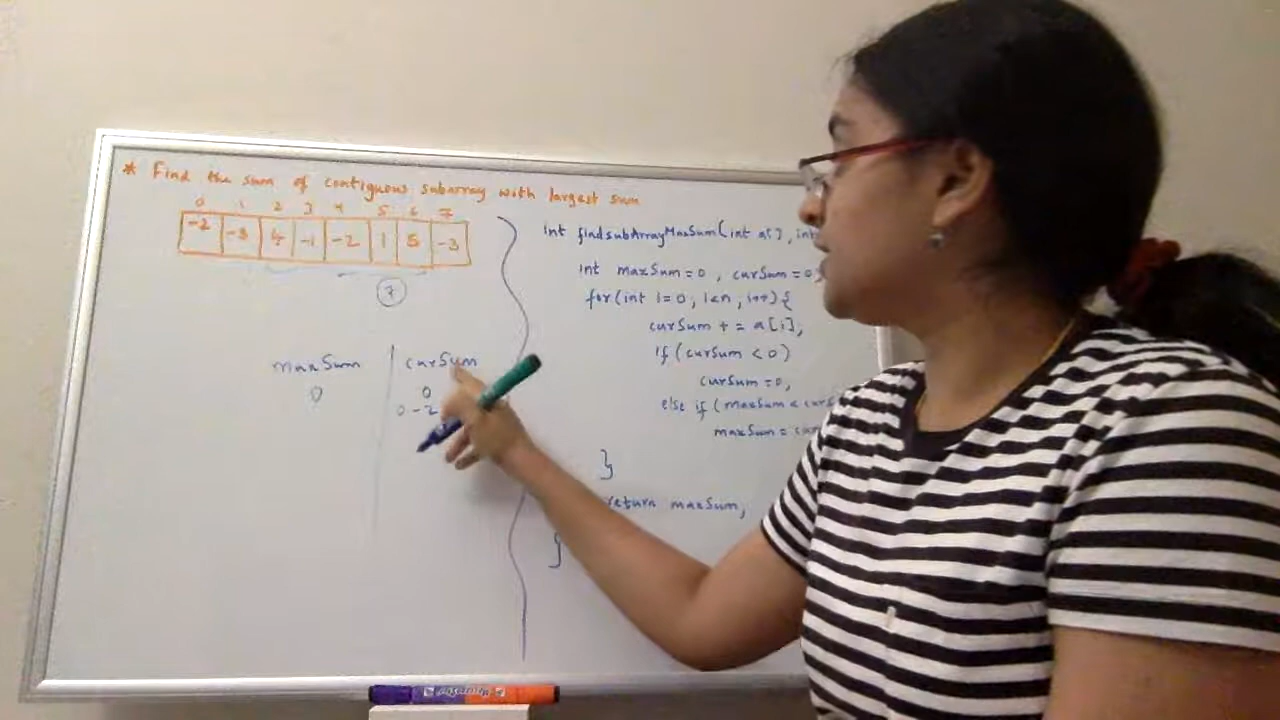 * Find the sum of contiguous subarray with largest sum
0 1 2 3 4 5 6 7
-2 -3 4 -1 -2 1 5 -3
7
maxSum curSum
0 0
0-2
int findsubArrayMaxSum(int a[], int
int maxSum=0, curSum=0;
for(int i=0; i<n; i++){
curSum += a[i];
if(curSum < 0)
curSum=0;
else if(maxSum < curS
maxSum = cur
}
return maxSum;
}